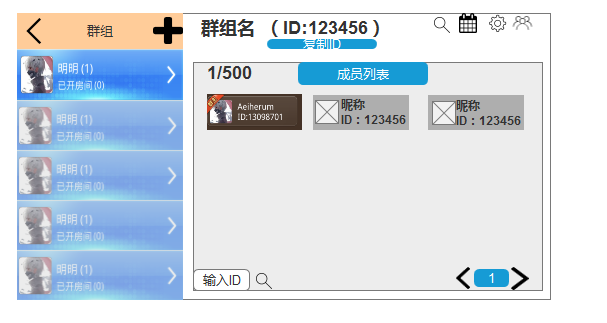 群组
明明 (1)
已开房间 (0)
明明 (1)
已开房间 (0)
明明 (1)
已开房间 (0)
明明 (1)
已开房间 (0)
明明 (1)
已开房间 (0)
群组名 （ID:123456）
复制ID
1/500
成员列表
Aeiherum
ID:13098701
昵称
ID：123456
昵称
ID：123456
输入ID
1